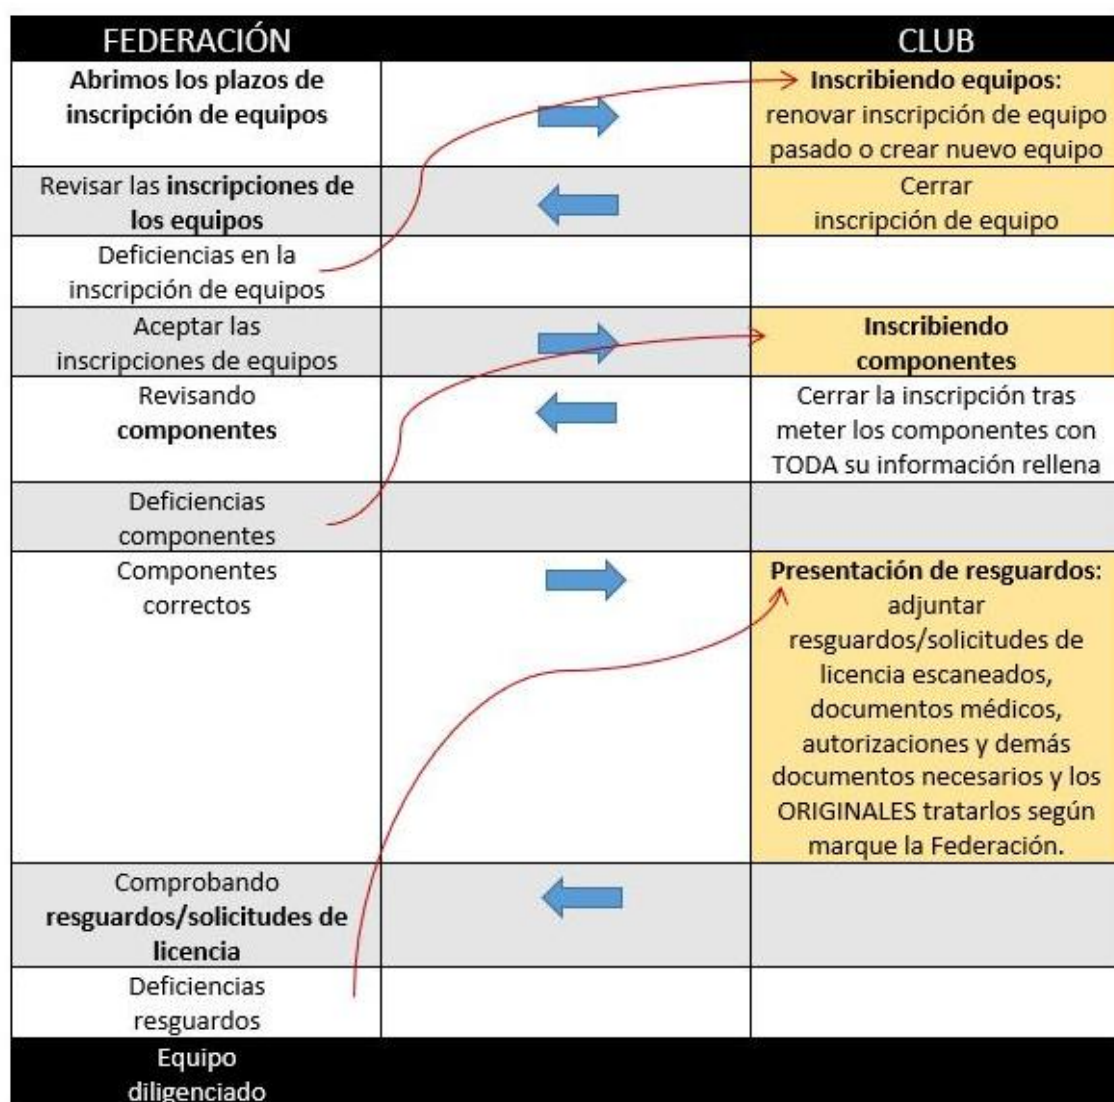 FEDERACIÓN
CLUB
Abrimos los plazos de
inscripción de equipos
Inscribiendo equipos:
renovar inscripción de equipo
pasado o crear nuevo equipo
Revisar las inscripciones de
los equipos
Cerrar
inscripción de equipo
Deficiencias en la
inscripción de equipos
Aceptar las
inscripciones de equipos
Inscribiendo
componentes
Revisando
componentes
Cerrar la inscripción tras
meter los componentes con
TODA su información rellena
Deficiencias
componentes
Componentes
correctos
Presentación de resguardos:
adjuntar
resguardos/solicitudes de
licencia escaneados,
documentos médicos,
autorizaciones y demás
documentos necesarios y los
ORIGINALES tratarlos según
marque la Federación.
Comprobando
resguardos/solicitudes de
licencia
Deficiencias
resguardos
Equipo
diligenciado